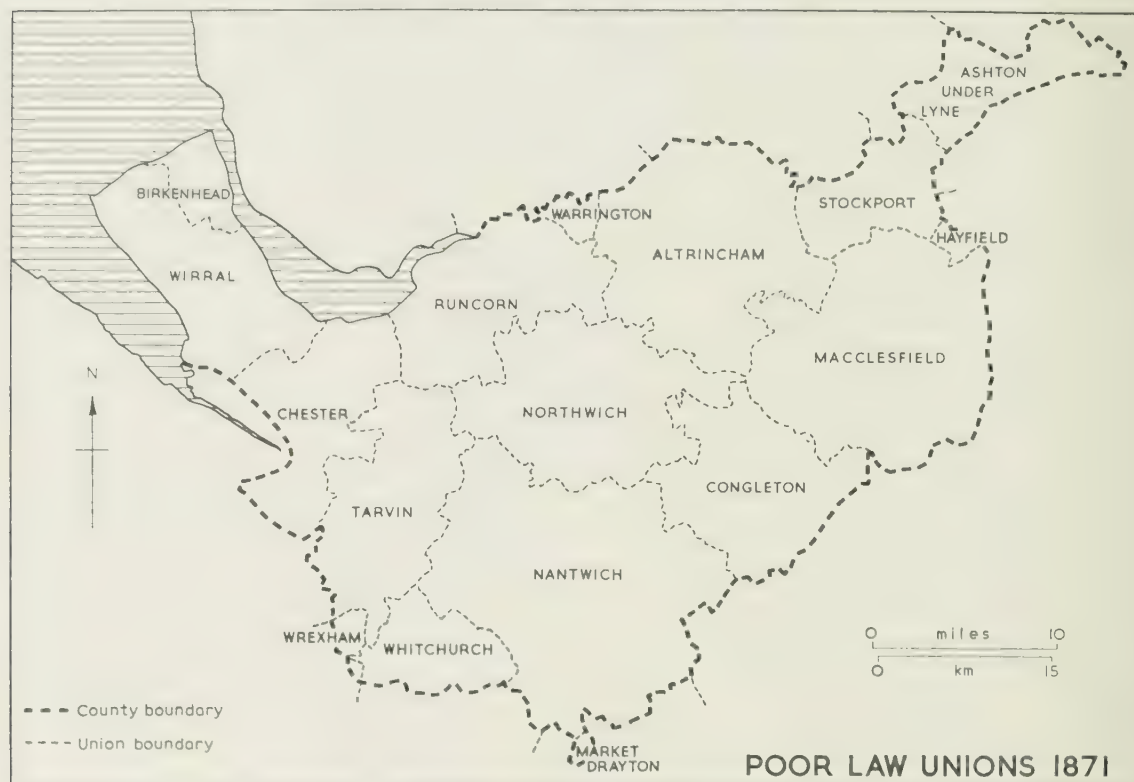 ASHTON
UNDER
LYNE
BIRKENHEAD
WARRINGTON
STOCKPORT
HAYFIELD
ALTRINCHAM
WIRRAL
RUNCORN
MACCLESFIELD
N
CHESTER
NORTHWICH
CONGLETON
TARVIN
NANTWICH
WREXHAM
WHITCHURCH
0 miles 10
0 km 15
County boundary
Union boundary
MARKET
DRAYTON
POOR LAW UNIONS 1871